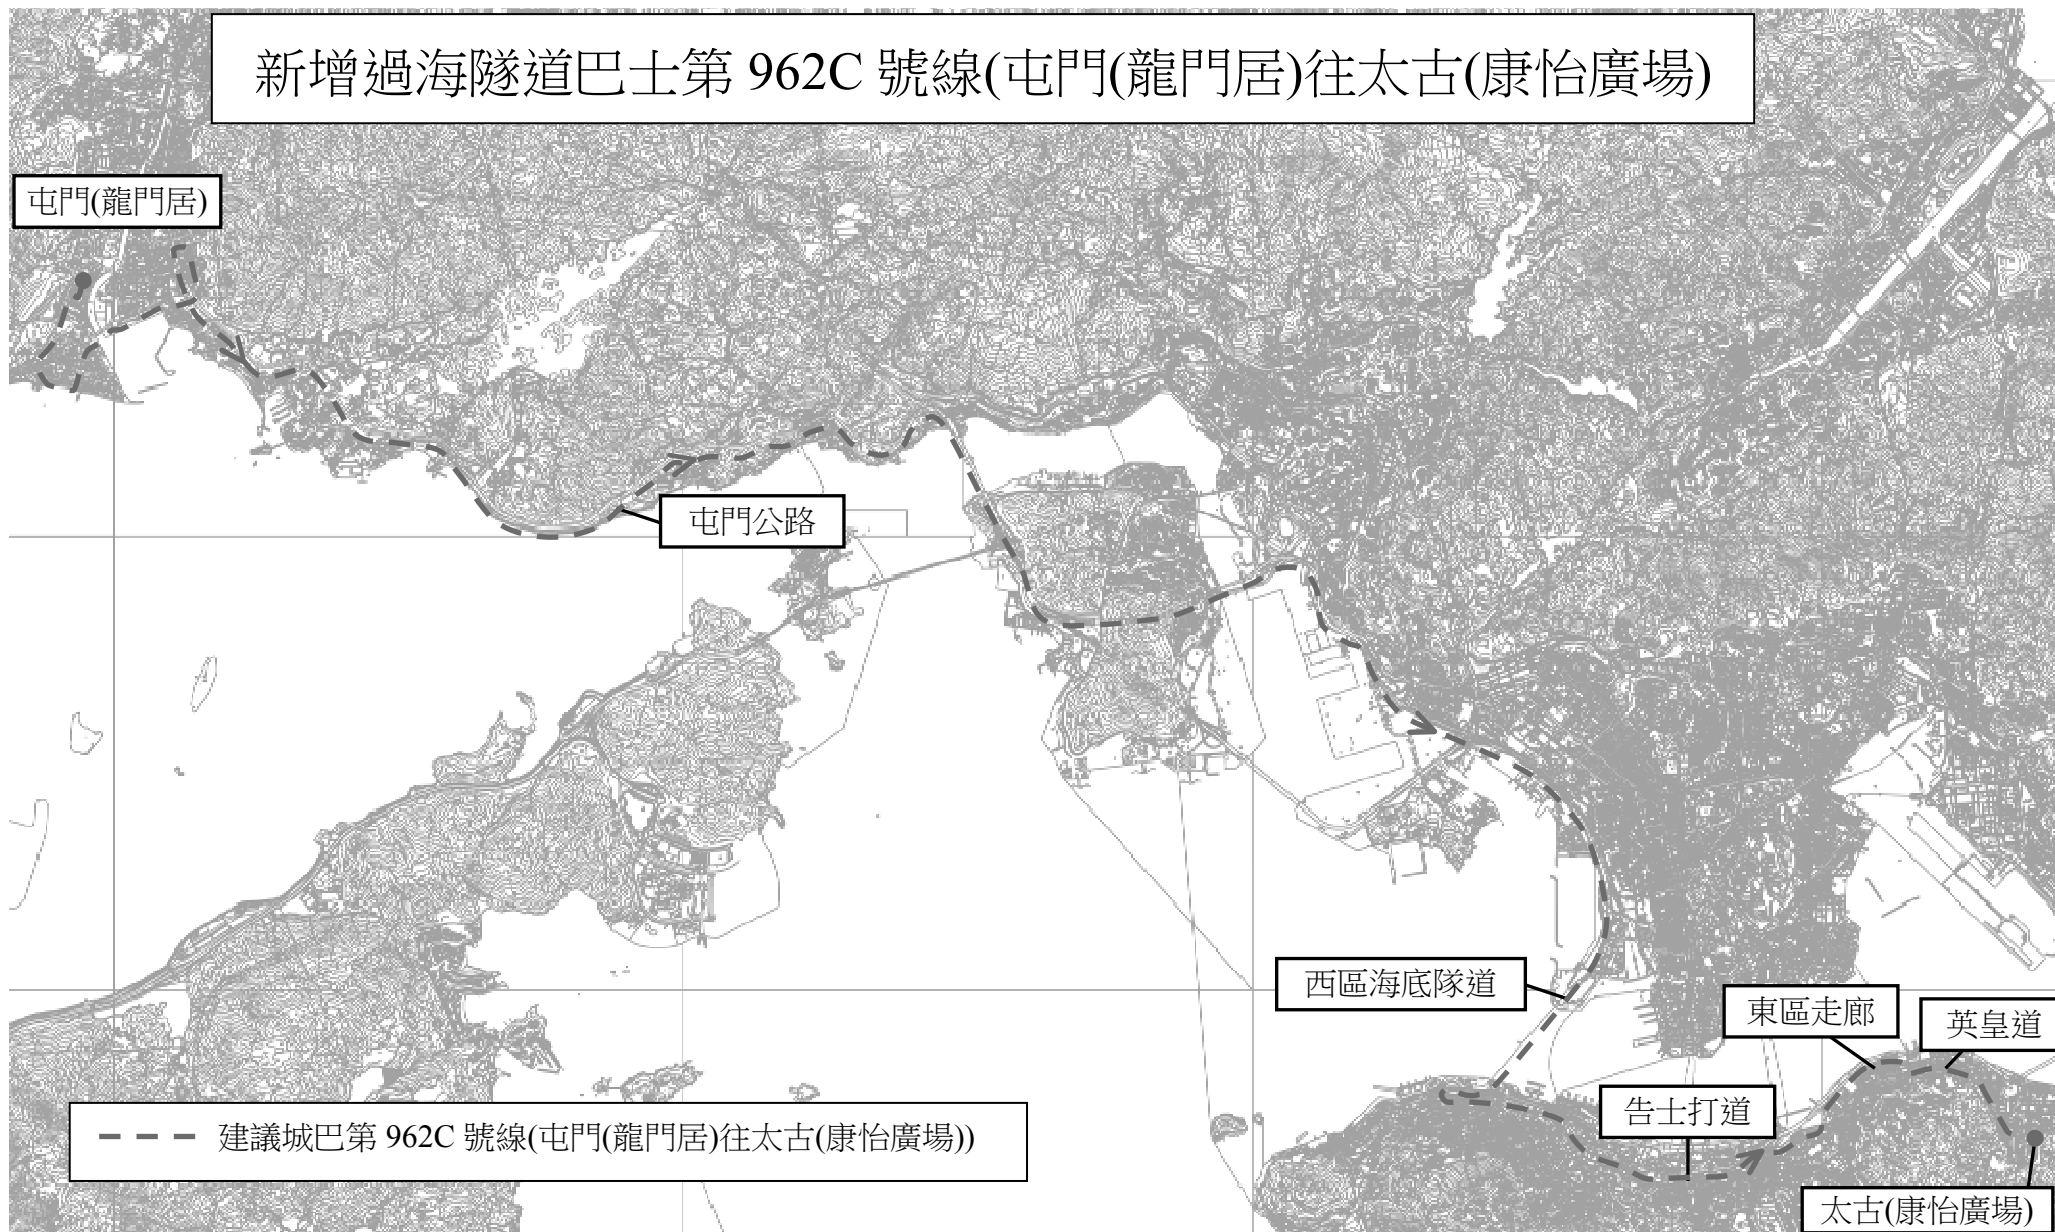 新增過海隧道巴士第 962C 號線(屯門(龍門居)往太古(康怡廣場)
屯門(龍門居)
屯門公路
西區海底隧道
東區走廊
英皇道
告士打道
建議城巴第 962C 號線(屯門(龍門居)往太古(康怡廣場))
太古(康怡廣場)